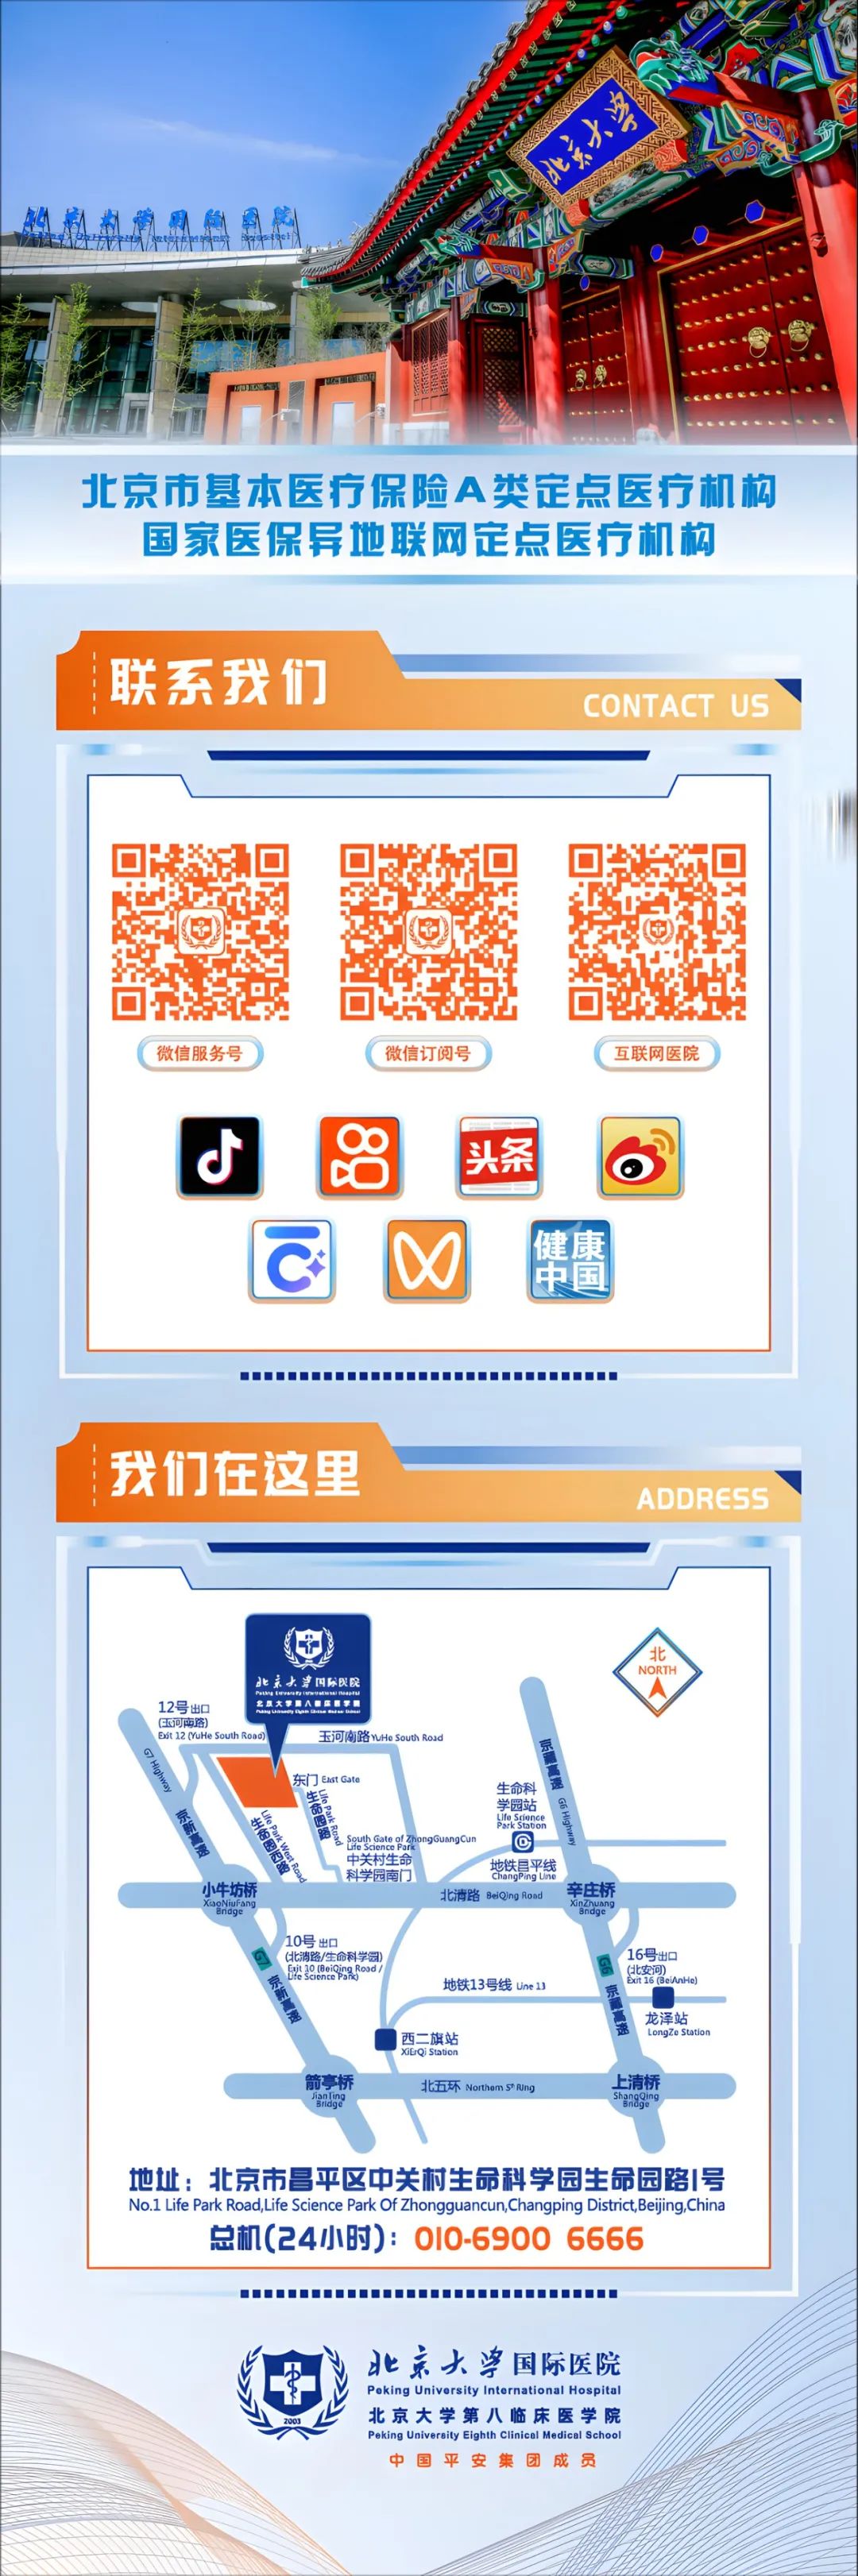 北京大学国际医院
北京大学
北京市基本医疗保险A类定点医疗机构
国家医保异地联网定点医疗机构
联系我们
CONTACT US
微信服务号
微信订阅号
互联网医院
头条
健康
中国
我们在这里
ADDRESS
北京大学国际医院
Peking University International Hospital
北京大学第八临床医学院
Peking University Eighth Clinical Medical School
北
NORTH
12号出口
(玉河南路)
Exit 12 (YuHe South Road)
玉河南路 YuHe South Road
G7 Highway
京新高速
东门 East Gate
生命园路
Life Park Road
生命园西路
Life Park West Road
South Gate of ZhongGuangCun
Life Science Park
中关村生命
科学园南门
京藏高速
G6 Highway
生命科
学园站
Life Science
Park Station
地铁昌平线
ChangPing Line
小牛坊桥
XiaoNiuFang
Bridge
北清路 BeiQing Road
辛庄桥
XinZhuang
Bridge
10号出口
(北清路/生命科学园)
Exit 10 (BeiQing Road /
Life Science Park)
G7
京新高速
16号出口
(北安河)
Exit 16 (BeiAnHe)
G6
京藏高速
地铁13号线 Line 13
龙泽站
LongZe Station
西二旗站
XiErQi Station
箭亭桥
JianTing
Bridge
北五环 Northern 5th Ring
上清桥
ShangQing
Bridge
地址：北京市昌平区中关村生命科学园生命园路1号
No.1 Life Park Road,Life Science Park Of Zhongguancun,Changping District,Beijing,China
总机(24小时)：010-6900 6666
2003
北京大学国际医院
Peking University International Hospital
北京大学第八临床医学院
Peking University Eighth Clinical Medical School
中国平安集团成员